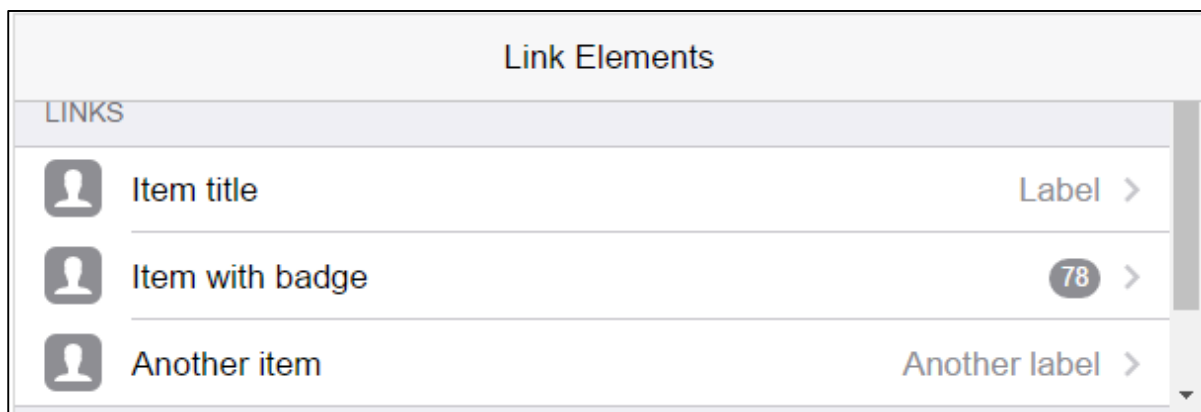 Link Elements
LINKS
Item title Label
Item with badge 78
Another item Another label